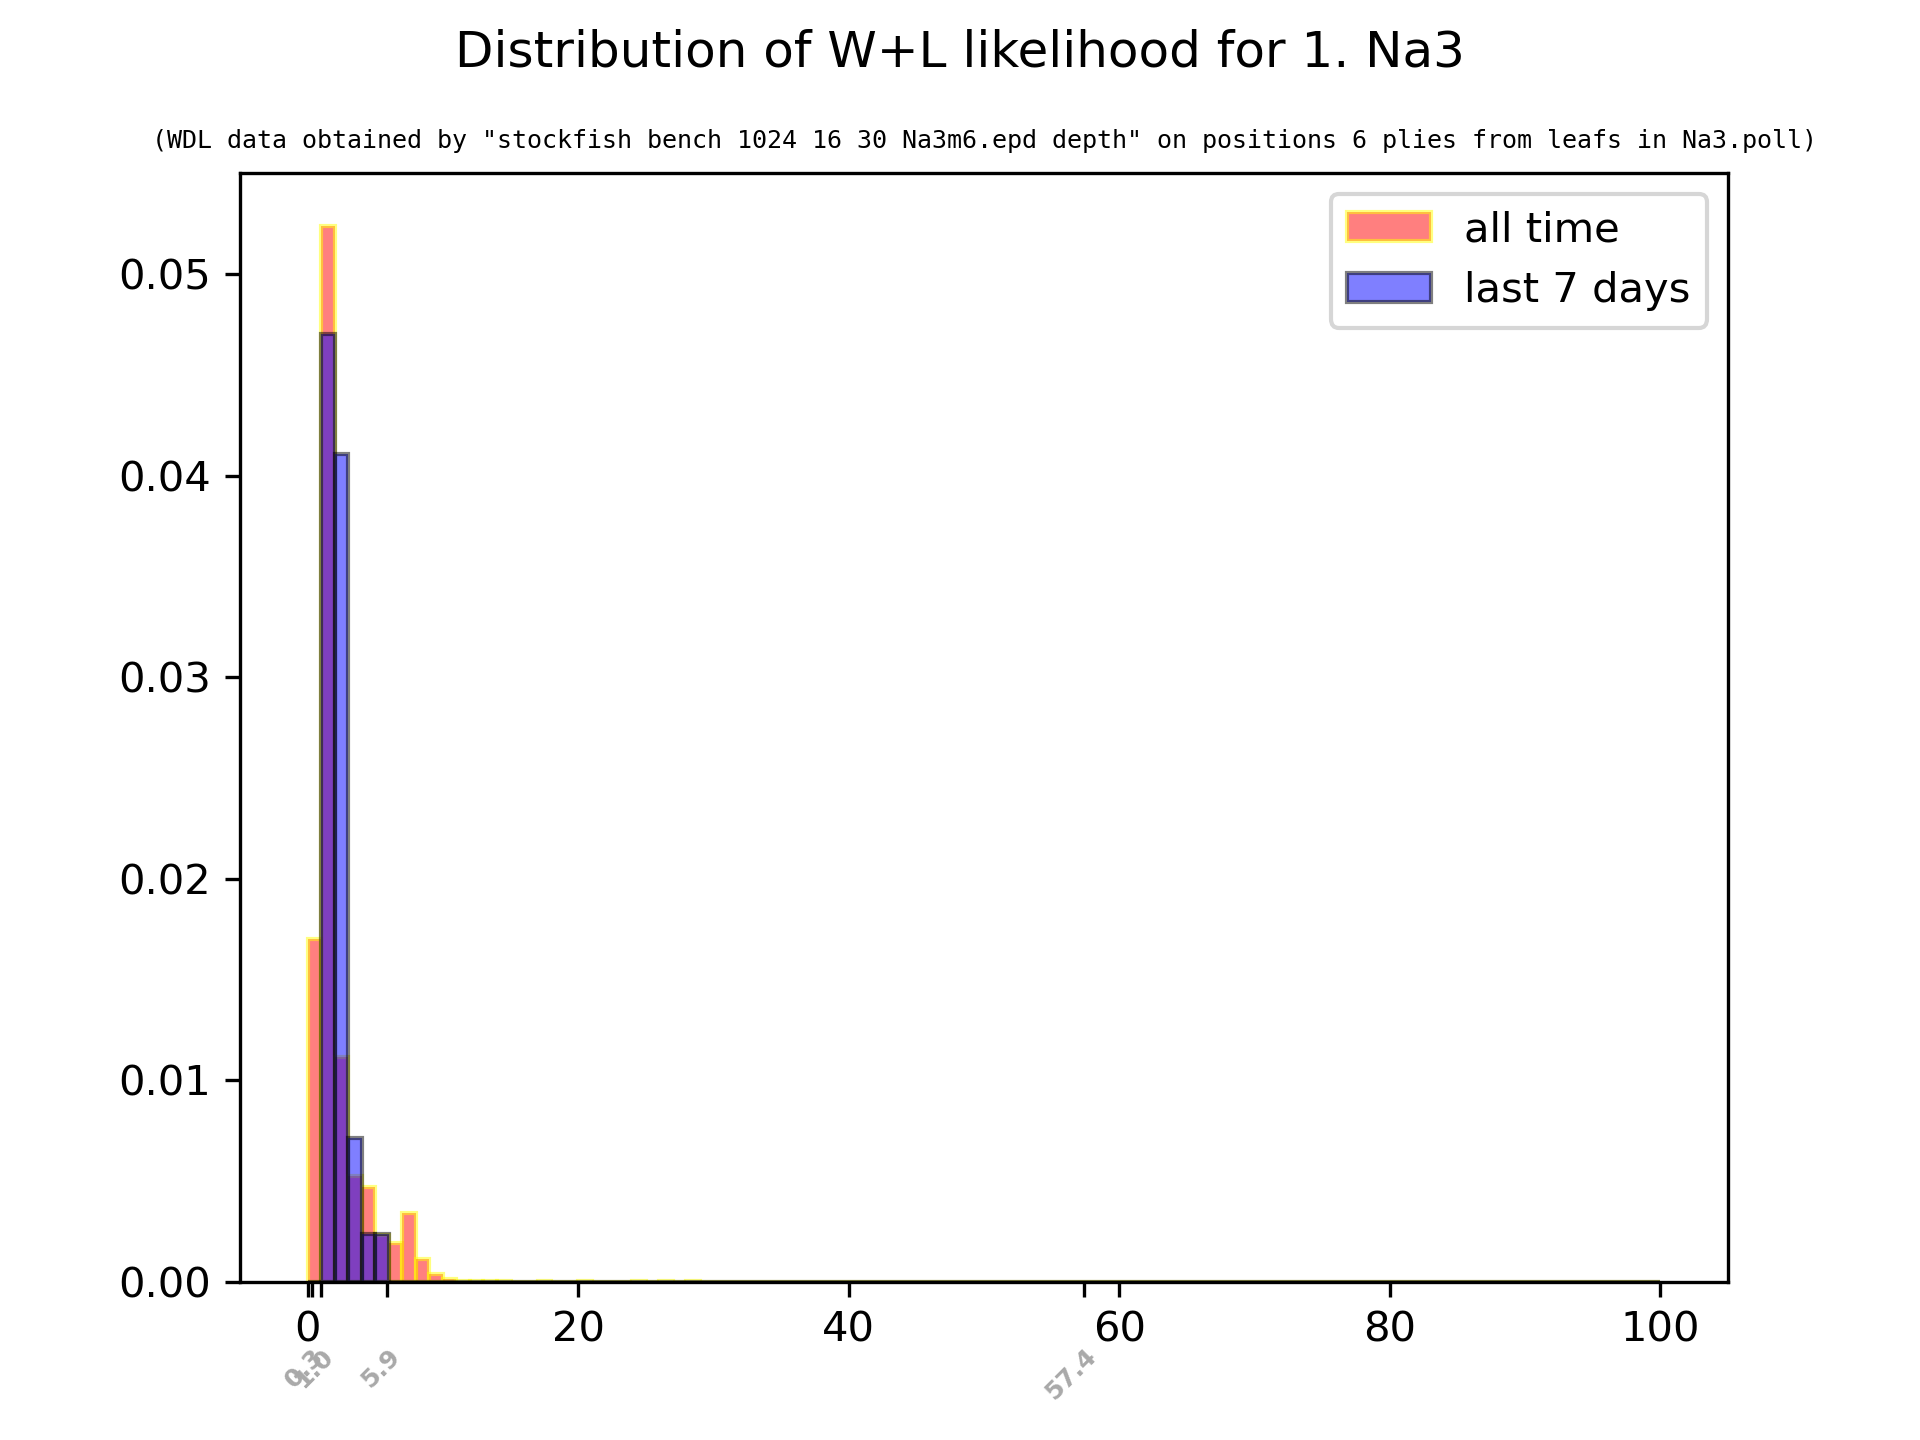 Distribution of W+L likelihood for 1. Na3
(WDL data obtained by "stockfish bench 1024 16 30 Na3m6.epd depth" on positions 6 plies from leafs in Na3.poll)
all time
last 7 days
0.05
0.04
0.03
0.02
0.01
0.00
0 20 40 60 80 100
0.3 1.0 5.9 57.4